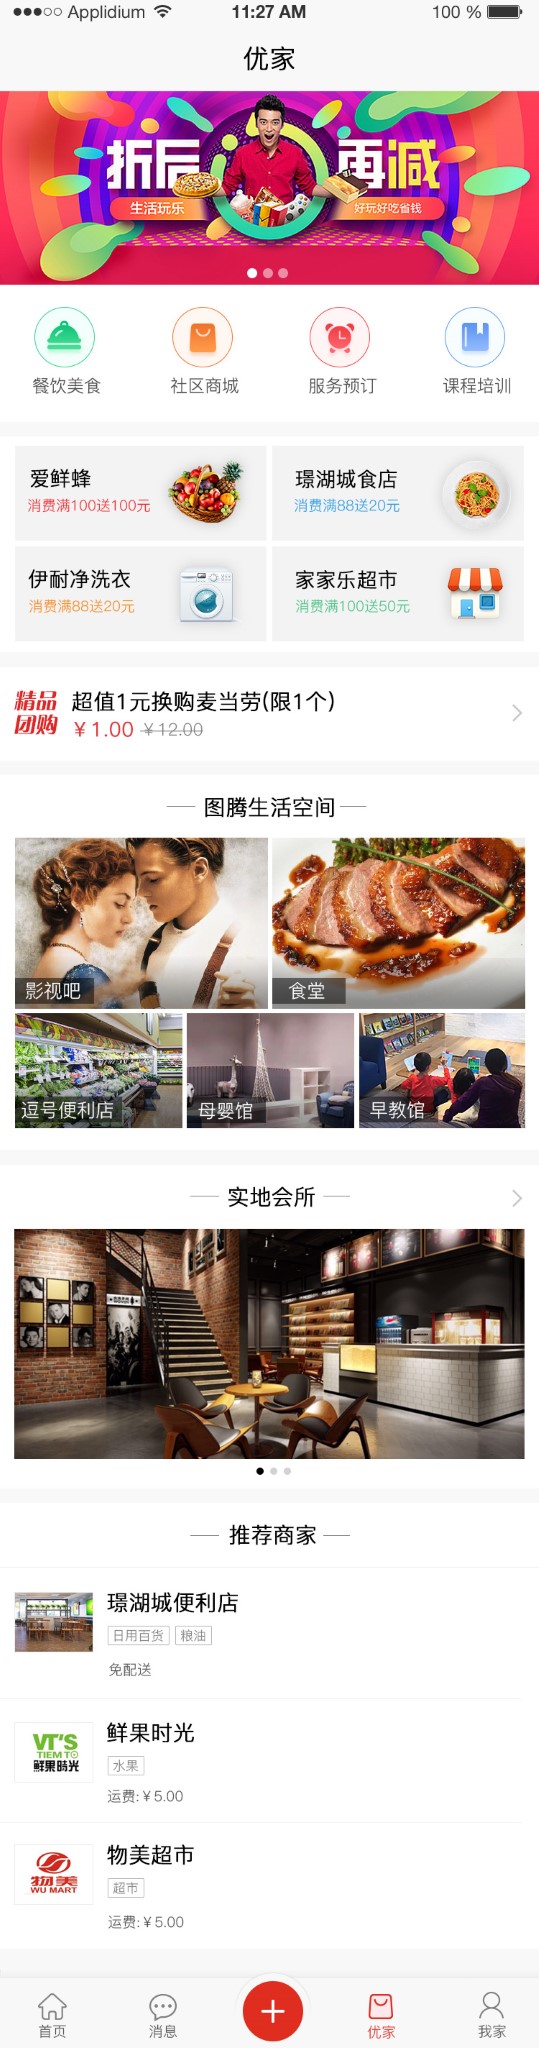 Applidium 11:27 AM 100 %
优家
折后 再减
生活玩乐 好玩好吃省钱
餐饮美食 社区商城 服务预订 课程培训
爱鲜蜂 璟湖城食店
消费满100送100元 消费满88送20元
伊耐净洗衣 家家乐超市
消费满88送20元 消费满100送50元
精品 超值1元换购麦当劳(限1个)
团购 ￥1.00 ￥12.00
图腾生活空间
影视吧 食堂
逗号便利店 母婴馆 早教馆
实地会所
推荐商家
璟湖城便利店
日用百货 粮油
免配送
VT'S
TIEM TO
鲜果時光
鲜果时光
水果
运费:￥5.00
物美
WU MART
物美超市
超市
运费:￥5.00
首页 消息 优家 我家